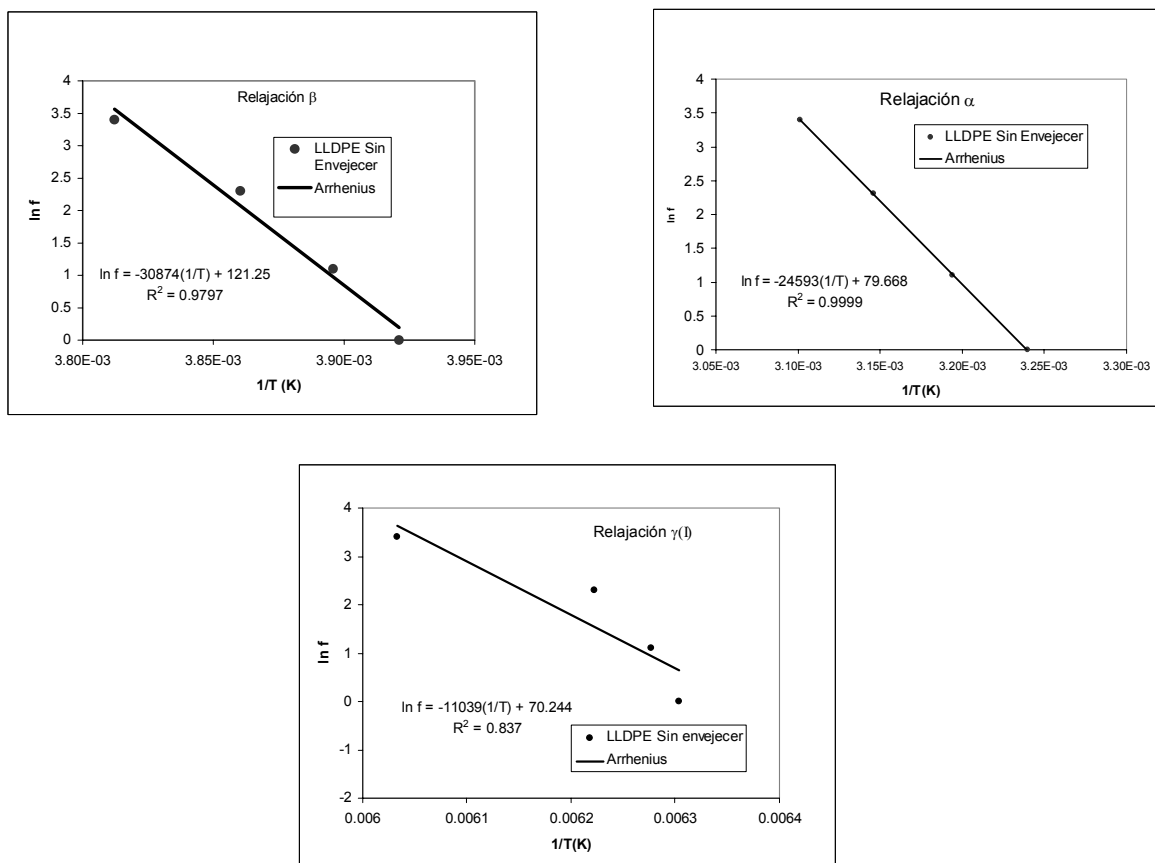 Relajación β
4
3.5
3
2.5
2
1.5
1
0.5
0
ln f
LLDPE Sin
Envejecer
Arrhenius
ln f = -30874(1/T) + 121.25
R² = 0.9797
3.80E-03 3.85E-03 3.90E-03 3.95E-03
1/T (K)
Relajación α
4
3.5
3
2.5
2
1.5
1
0.5
0
ln f
LLDPE Sin Envejecer
Arrhenius
ln f = -24593(1/T) + 79.668
R² = 0.9999
3.05E-03 3.10E-03 3.15E-03 3.20E-03 3.25E-03 3.30E-03
1/T(K)
Relajación γ(I)
4
3
2
1
0
-1
-2
ln f
ln f = -11039(1/T) + 70.244
R² = 0.837
LLDPE Sin envejecer
Arrhenius
0.006 0.0061 0.0062 0.0063 0.0064
1/T(K)